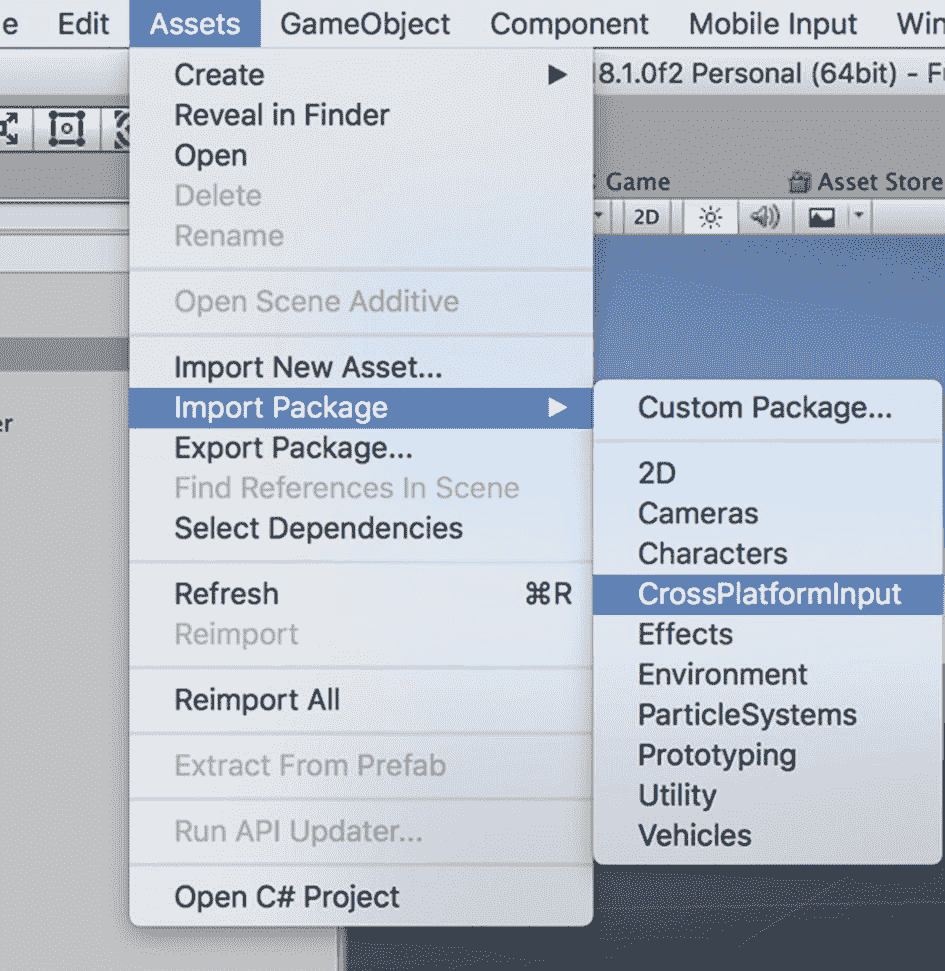 e Edit Assets GameObject Component Mobile Input Win
Create ▶
Reveal in Finder
Open
Delete
Rename
Open Scene Additive
Import New Asset...
Import Package ▶
Export Package...
Find References In Scene
Select Dependencies
Refresh ⌘R
Reimport
Reimport All
Extract From Prefab
Run API Updater...
Open C# Project
18.1.0f2 Personal (64bit) - Fu
Game Asset Store
2D
er
Custom Package...
2D
Cameras
Characters
CrossPlatformInput
Effects
Environment
ParticleSystems
Prototyping
Utility
Vehicles